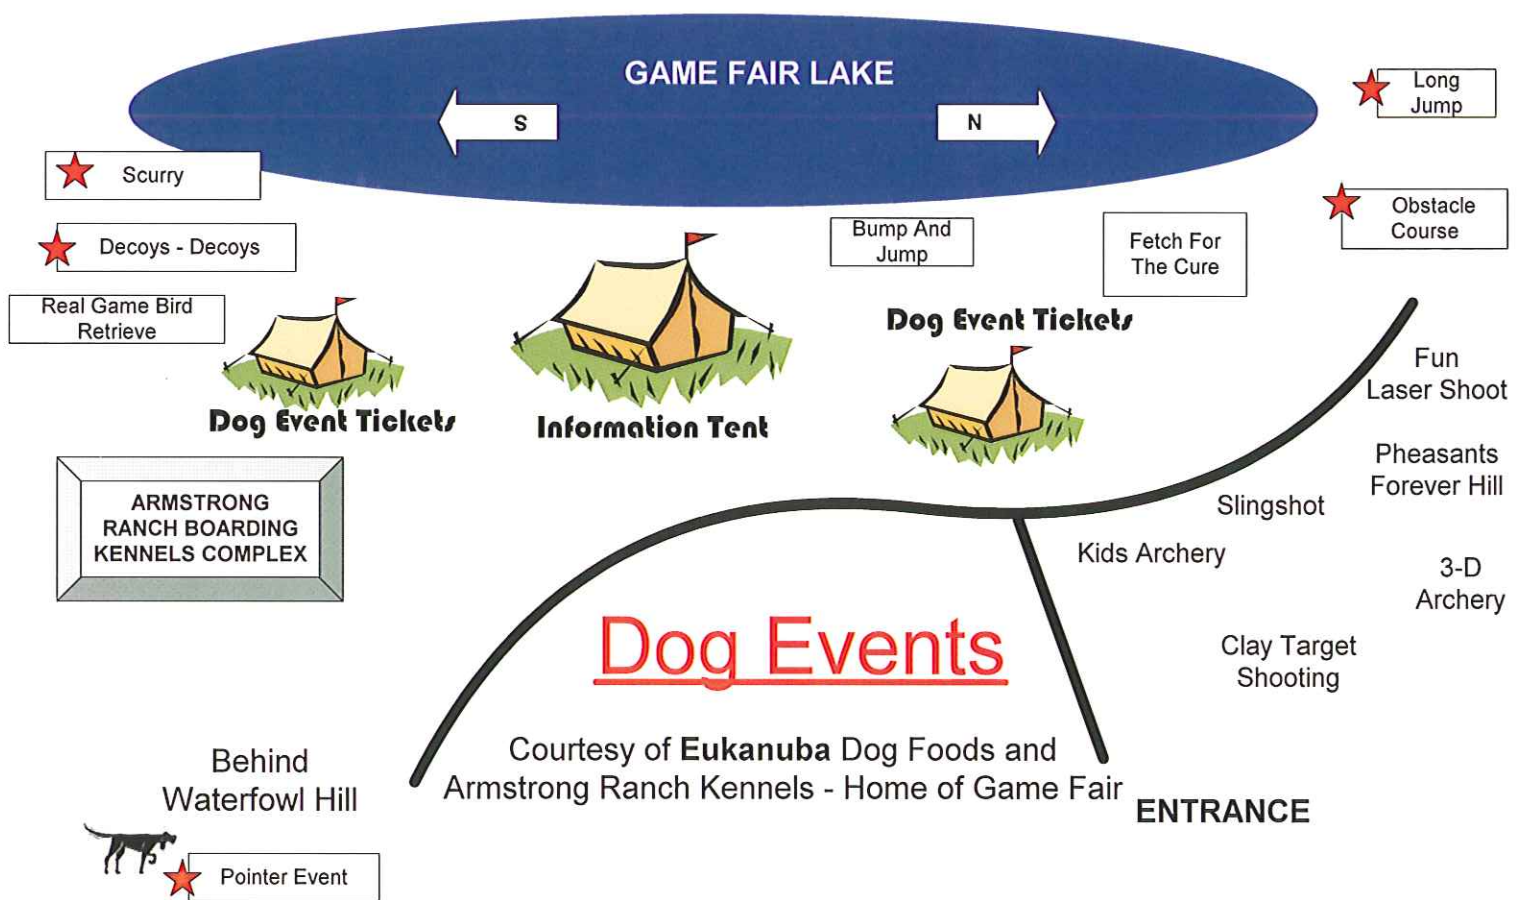 GAME FAIR LAKE
S
N
Long
Jump
Scurry
Obstacle
Course
Decoys - Decoys
Bump And
Jump
Fetch For
The Cure
Real Game Bird
Retrieve
Dog Event Tickets
Dog Event Tickets
Information Tent
Fun
Laser Shoot
Pheasants
Forever Hill
Slingshot
ARMSTRONG
RANCH BOARDING
KENNELS COMPLEX
Kids Archery
3-D
Archery
Dog Events
Clay Target
Shooting
Courtesy of Eukanuba Dog Foods and
Armstrong Ranch Kennels - Home of Game Fair
Behind
Waterfowl Hill
ENTRANCE
Pointer Event